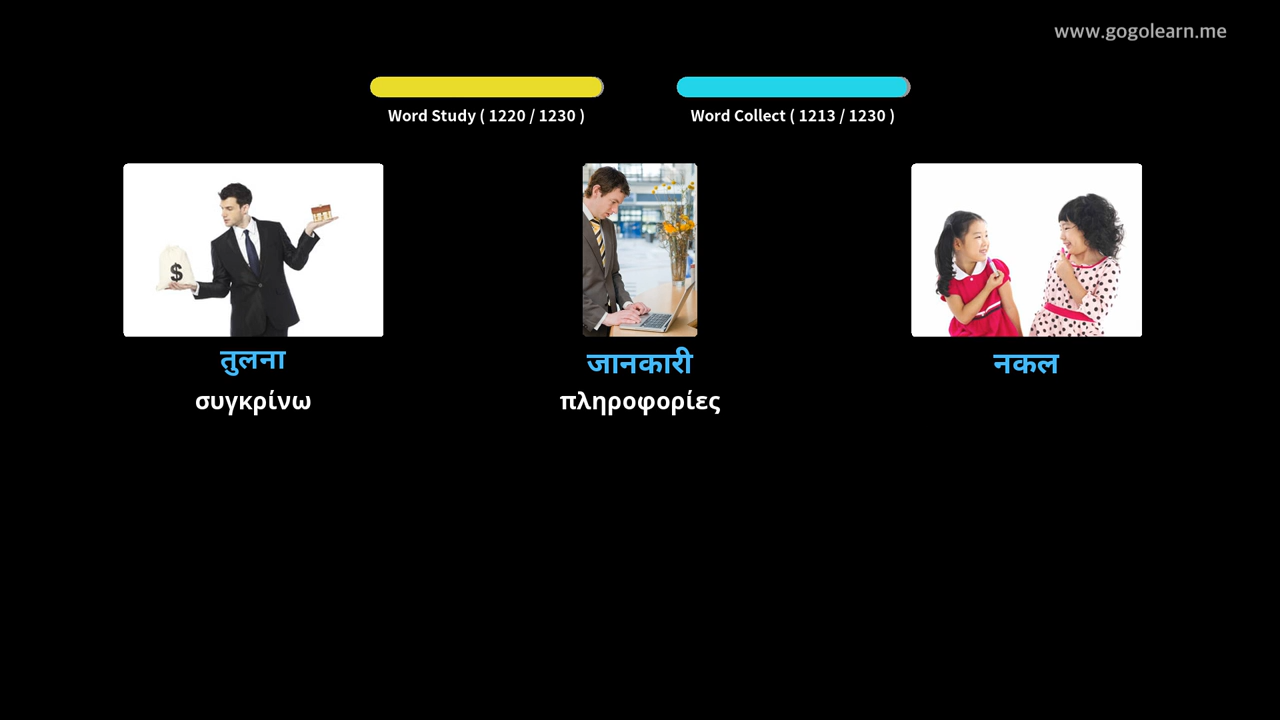 www.gogolearn.me
Word Study ( 1220 / 1230 )
Word Collect ( 1213 / 1230 )
$
तुलना
जानकारी
नकल
συγκρίνω
πληροφορίες